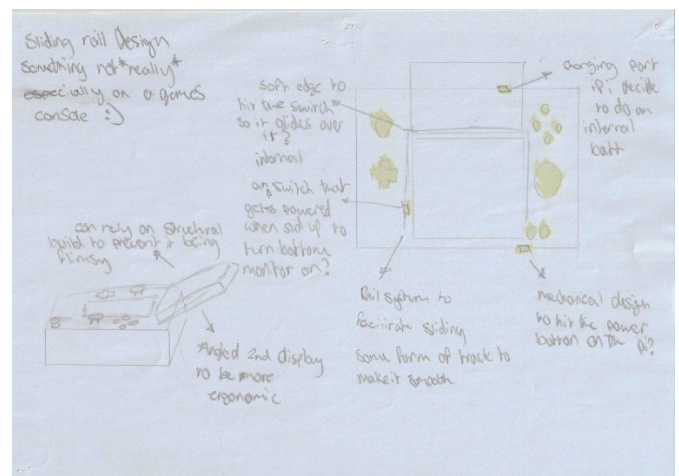 Sliding rail Design
Something not *really*
especially on a games
console :)
soft edge to
hit the switch
so it glides over
it?
internal
an switch that
gets powered
when slid up to
turn bottom
monitor on?
charging port
if i decide
to do an
internal
batt
can rely on structural
to prevent it being
flimsy
Angled 2nd display
to be more
ergonomic
Rail system to
facilitate sliding
some form of track to
make it smooth
mechanical design
to hit the power
button on the pi?